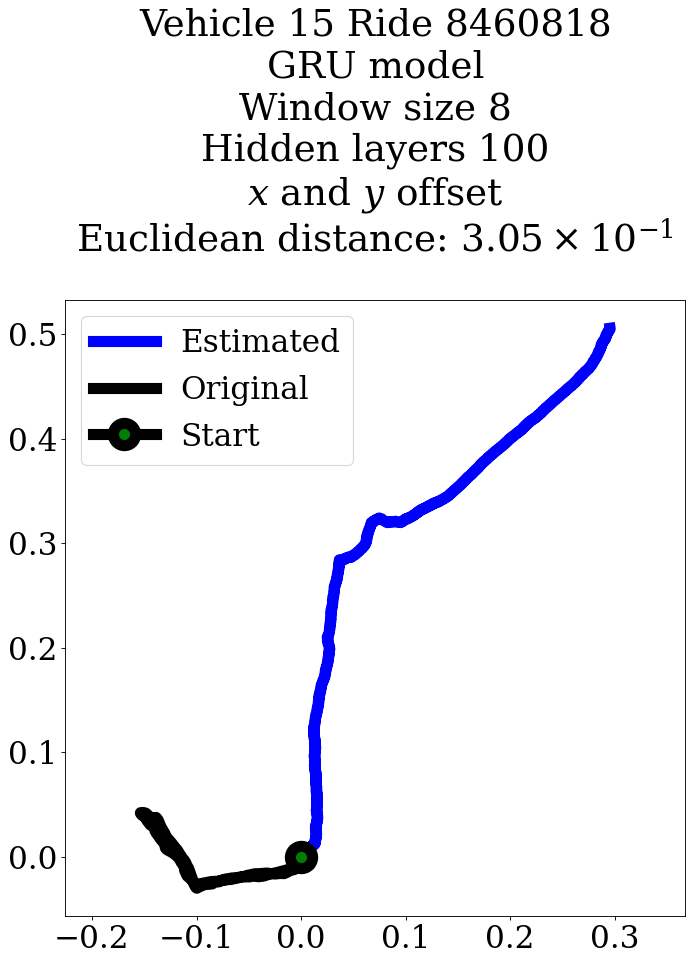 Vehicle 15 Ride 8460818
GRU model
Window size 8
Hidden layers 100
x and y offset
Euclidean distance: 3.05 × 10⁻¹
Estimated
Original
Start
0.5
0.4
0.3
0.2
0.1
0.0
−0.2 −0.1 0.0 0.1 0.2 0.3